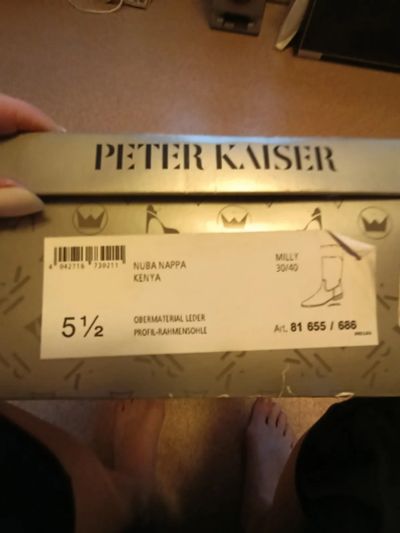 PETER KAISER
4 042116 730211
NUBA NAPPA
KENYA
MILLY
30/40
5½
OBERMATERIAL LEDER
PROFIL-RAHMENSOHLE
Art. 81 655 / 686